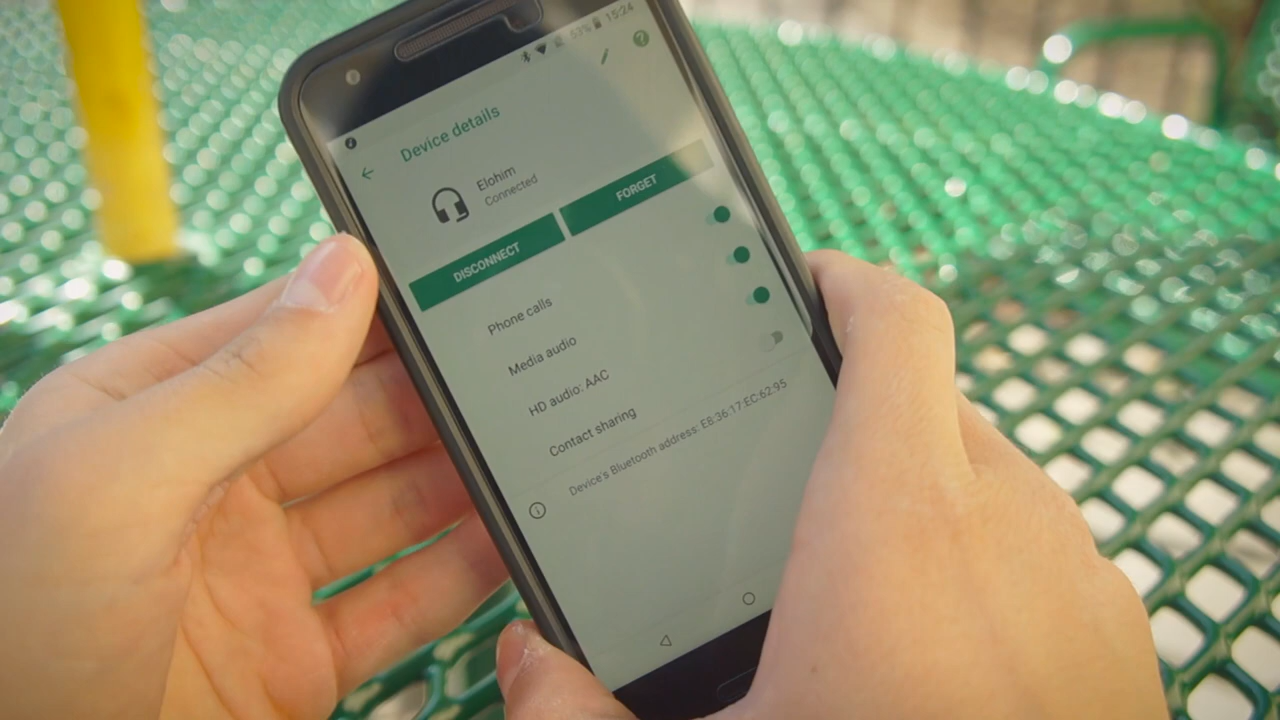 53% 15:24
Device details
Elohim
Connected
DISCONNECT FORGET
Phone calls
Media audio
HD audio: AAC
Contact sharing
Device's Bluetooth address: E8:36:17:EC:62:95